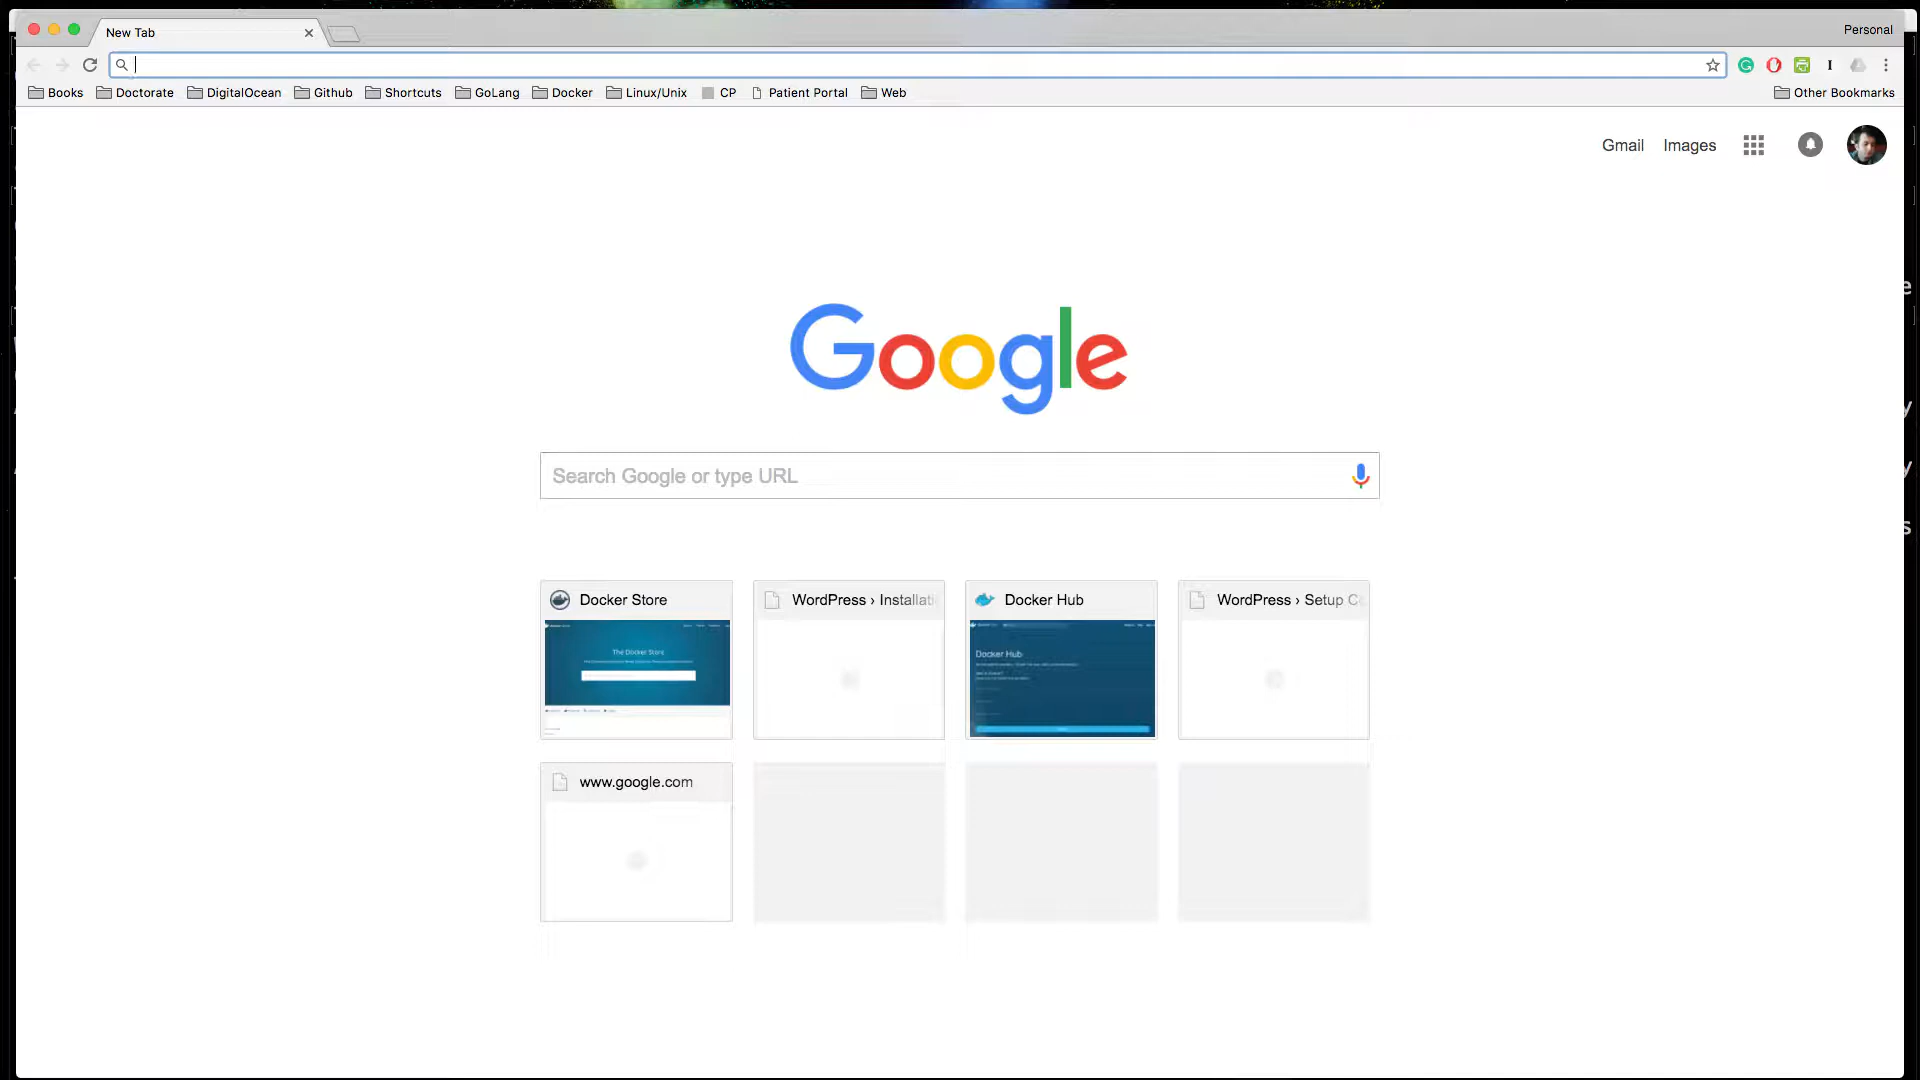 New Tab
Personal
Books Doctorate DigitalOcean Github Shortcuts GoLang Docker Linux/Unix CP Patient Portal Web Other Bookmarks
Gmail Images
Google
Search Google or type URL
Docker Store WordPress › Installati Docker Hub WordPress › Setup Co
The Docker Store
Docker Hub
www.google.com